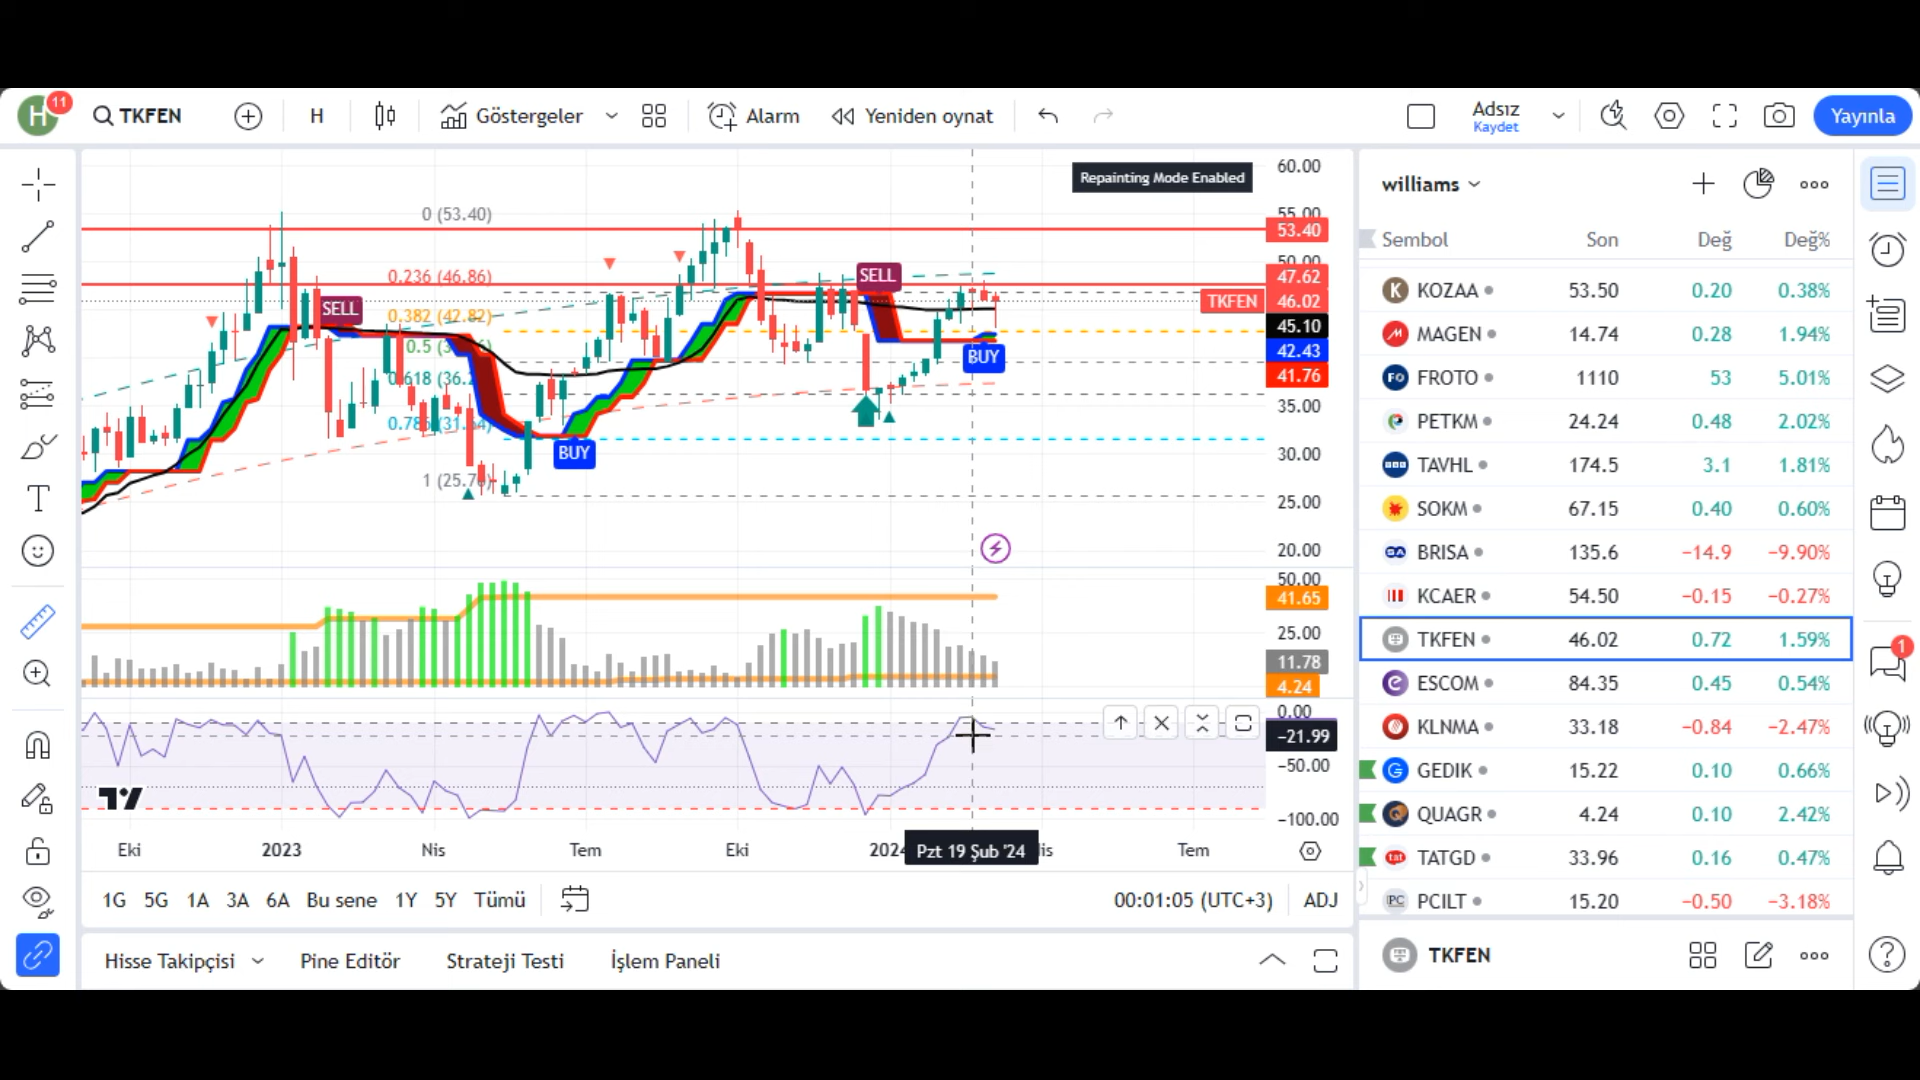 H
11
TKFEN
H
Göstergeler
Alarm
Yeniden oynat
Adsız
Kaydet
Yayınla
Repainting Mode Enabled
60.00
55.00
53.40
50.00
47.62
TKFEN
46.02
45.10
42.43
41.76
35.00
30.00
25.00
20.00
0 (53.40)
0.236 (46.86)
0.382 (42.82)
1 (25.76)
SELL
SELL
BUY
BUY
50.00
41.65
25.00
11.78
4.24
0.00
−21.99
−50.00
−100.00
Eki
2023
Nis
Tem
Eki
Pzt 19 Şub '24
Tem
1G
5G
1A
3A
6A
Bu sene
1Y
5Y
Tümü
00:01:05 (UTC+3)
ADJ
Hisse Takipçisi
Pine Editör
Strateji Testi
İşlem Paneli
williams
Sembol Son Değ Değ%
KOZAA 53.50 0.20 0.38%
MAGEN 14.74 0.28 1.94%
FROTO 1110 53 5.01%
PETKM 24.24 0.48 2.02%
TAVHL 174.5 3.1 1.81%
SOKM 67.15 0.40 0.60%
BRISA 135.6 −14.9 −9.90%
KCAER 54.50 −0.15 −0.27%
TKFEN 46.02 0.72 1.59%
ESCOM 84.35 0.45 0.54%
KLNMA 33.18 −0.84 −2.47%
GEDIK 15.22 0.10 0.66%
QUAGR 4.24 0.10 2.42%
TATGD 33.96 0.16 0.47%
PCILT 15.20 −0.50 −3.18%
TKFEN
1